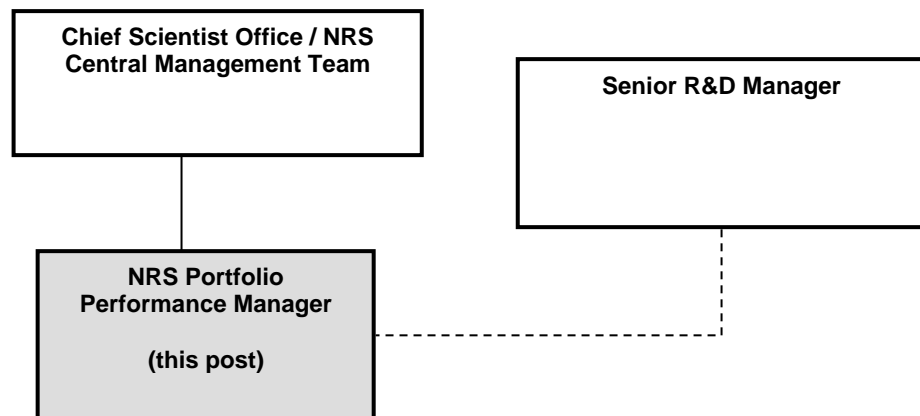 Chief Scientist Office / NRS
Central Management Team
Senior R&D Manager
NRS Portfolio
Performance Manager
(this post)